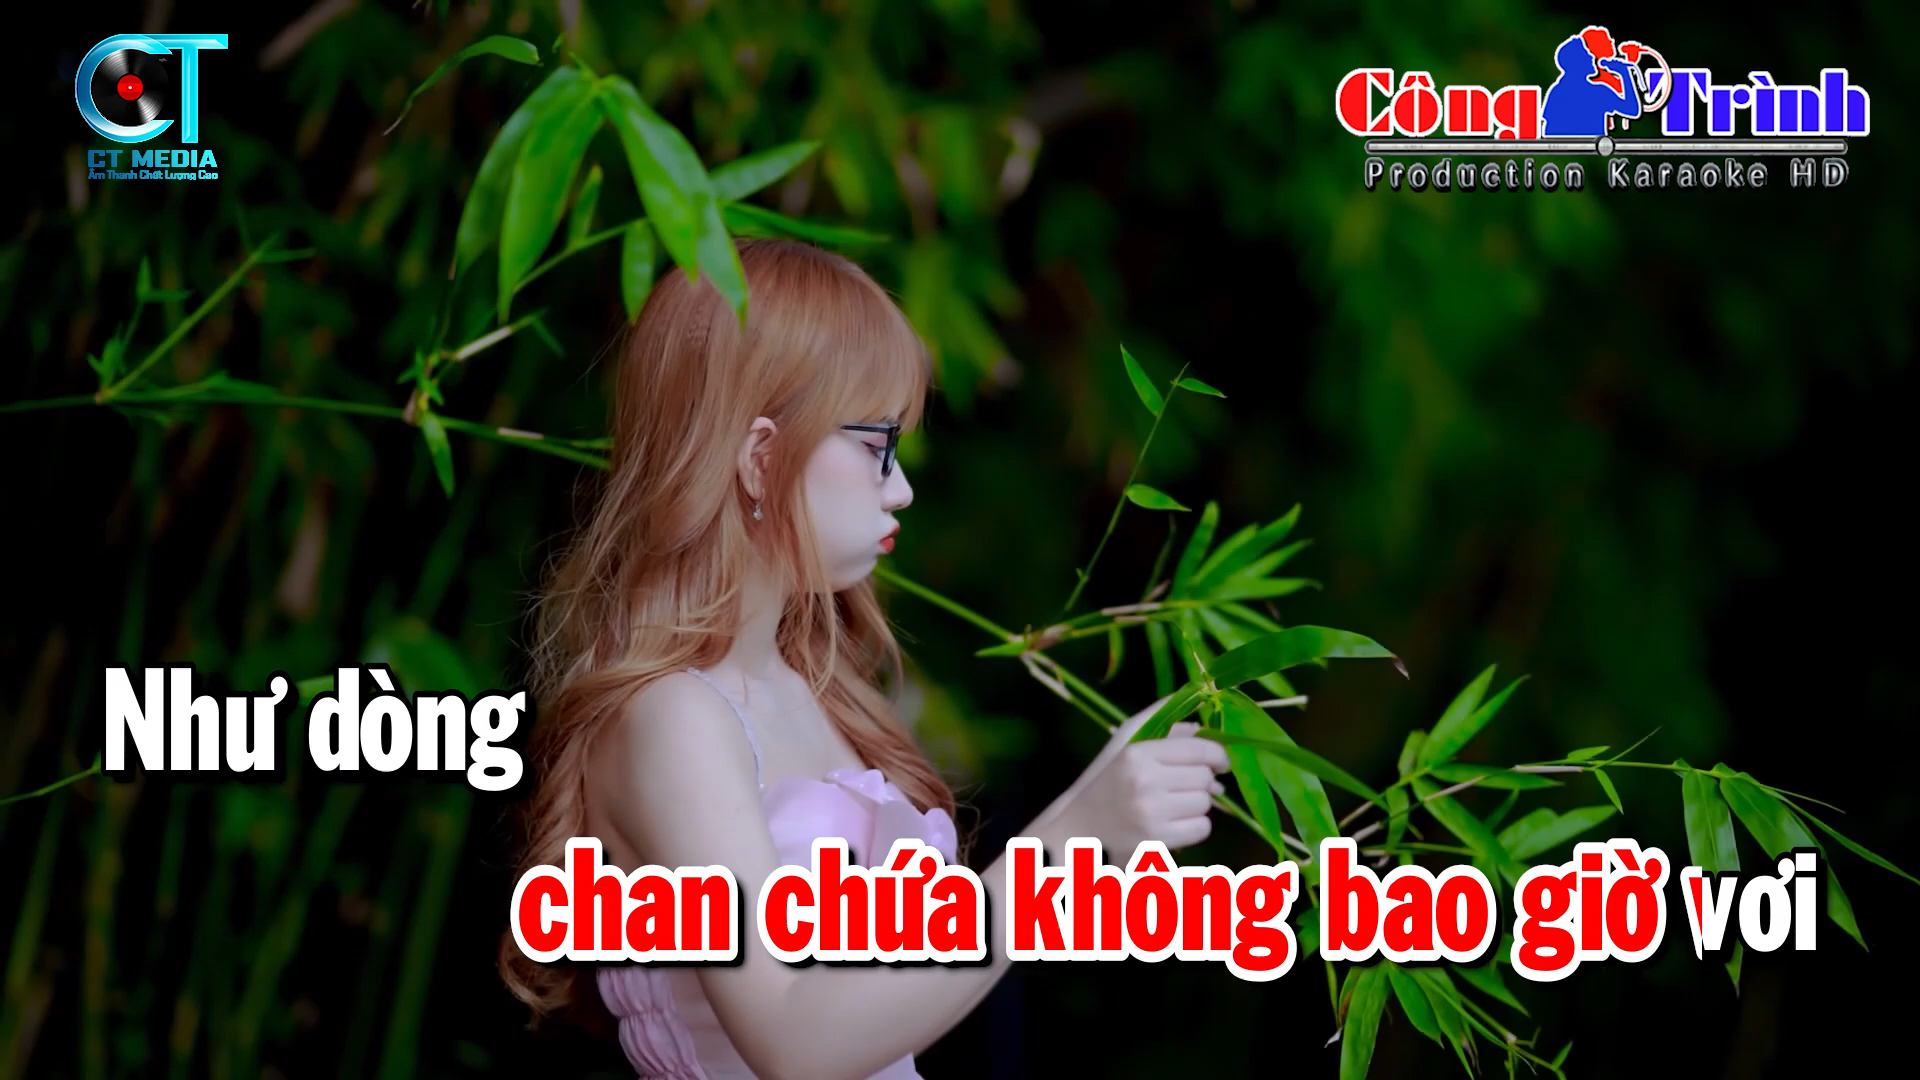 CT
CT MEDIA
Âm Thanh Chất Lượng Cao
Công Trình
Production Karaoke HD
Như dòng
chan chứa không bao giờ vơi